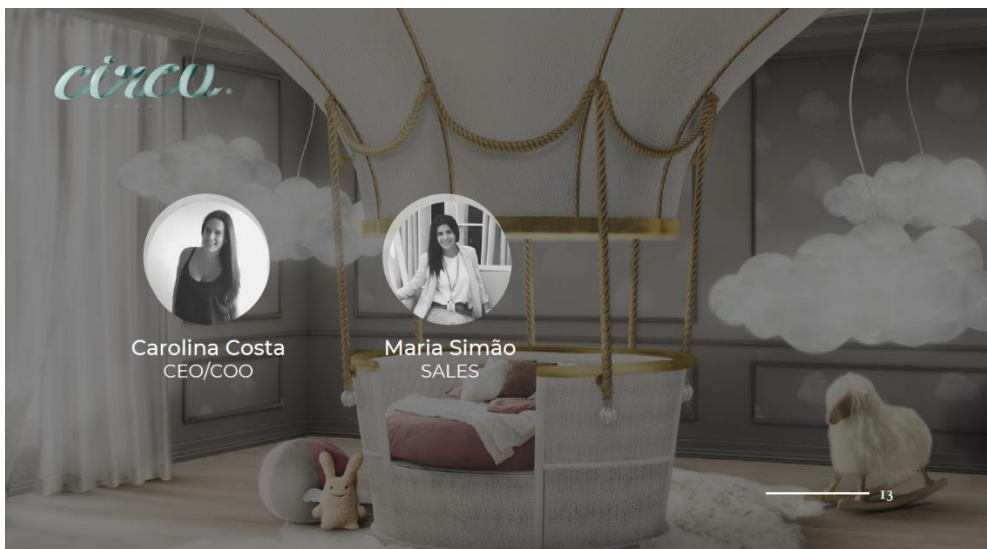 circu.
Carolina Costa
CEO/COO
Maria Simão
SALES
13